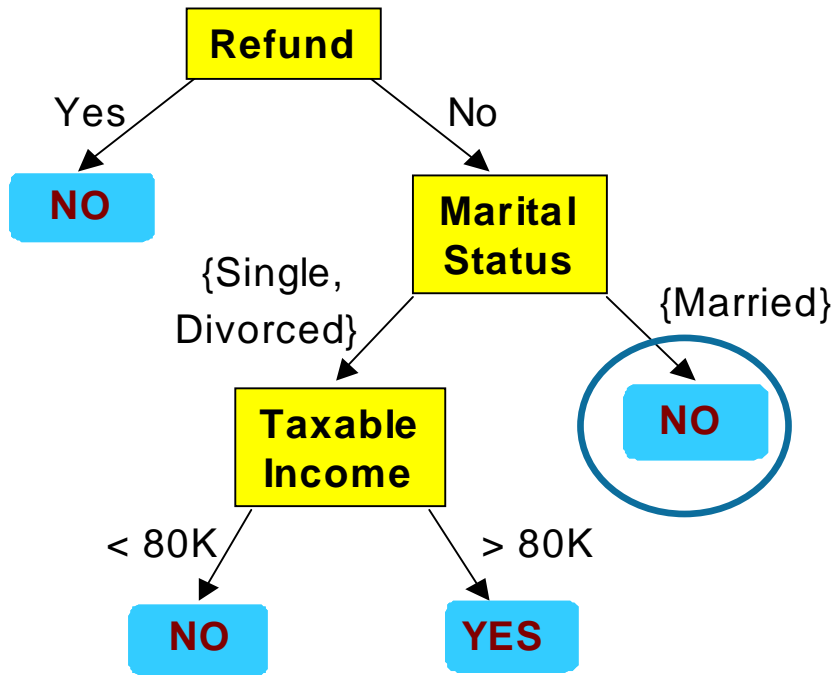 Refund
Yes
No
NO
Marital
Status
{Single,
Divorced}
{Married}
Taxable
Income
NO
< 80K
> 80K
NO
YES